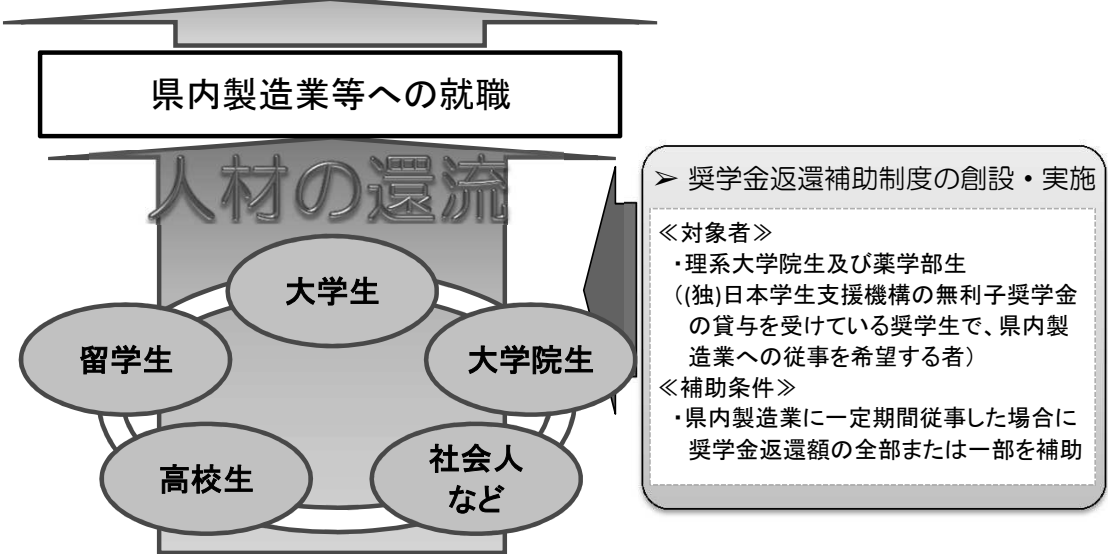 県内製造業等への就職
人材の還流
大学生
留学生
大学院生
高校生
社会人
など
➢ 奨学金返還補助制度の創設・実施
≪対象者≫
・理系大学院生及び薬学部生
((独)日本学生支援機構の無利子奨学金
の貸与を受けている奨学生で、県内製
造業への従事を希望する者)
≪補助条件≫
・県内製造業に一定期間従事した場合に
奨学金返還額の全部または一部を補助